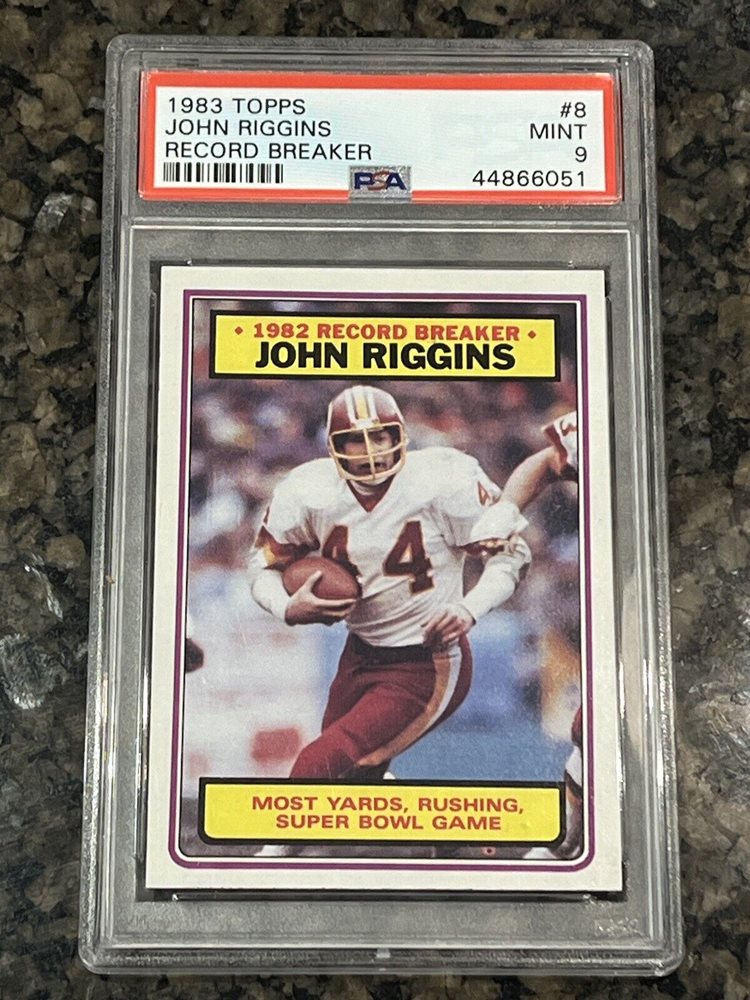 1983 TOPPS #8
JOHN RIGGINS MINT
RECORD BREAKER 9
PSA 44866051
1982 RECORD BREAKER
JOHN RIGGINS
44
44
MOST YARDS, RUSHING,
SUPER BOWL GAME